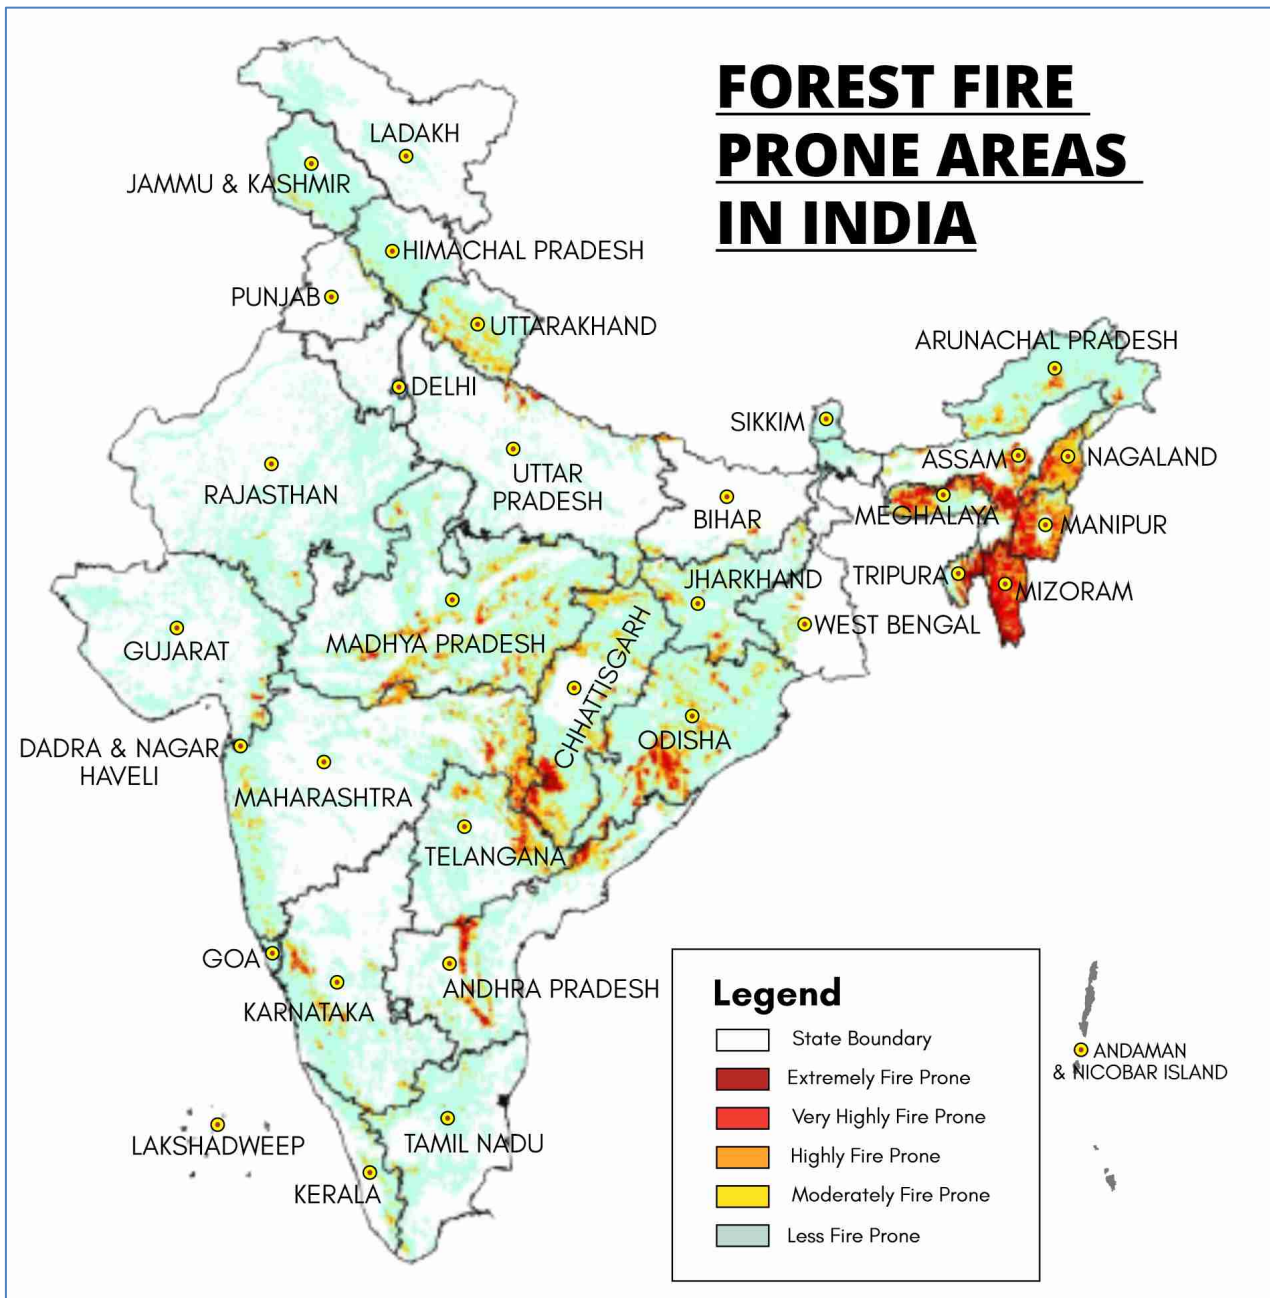 FOREST FIRE
PRONE AREAS
IN INDIA
LADAKH
JAMMU & KASHMIR
HIMACHAL PRADESH
PUNJAB
UTTARAKHAND
ARUNACHAL PRADESH
DELHI
SIKKIM
ASSAM
NAGALAND
RAJASTHAN
UTTAR
PRADESH
BIHAR
MEGHALAYA
MANIPUR
JHARKHAND
TRIPURA
MIZORAM
GUJARAT
MADHYA PRADESH
CHHATTISGARH
WEST BENGAL
DADRA & NAGAR
HAVELI
ODISHA
MAHARASHTRA
TELANGANA
GOA
KARNATAKA
ANDHRA PRADESH
LAKSHADWEEP
TAMIL NADU
KERALA
Legend
State Boundary
Extremely Fire Prone
Very Highly Fire Prone
Highly Fire Prone
Moderately Fire Prone
Less Fire Prone
ANDAMAN
& NICOBAR ISLAND